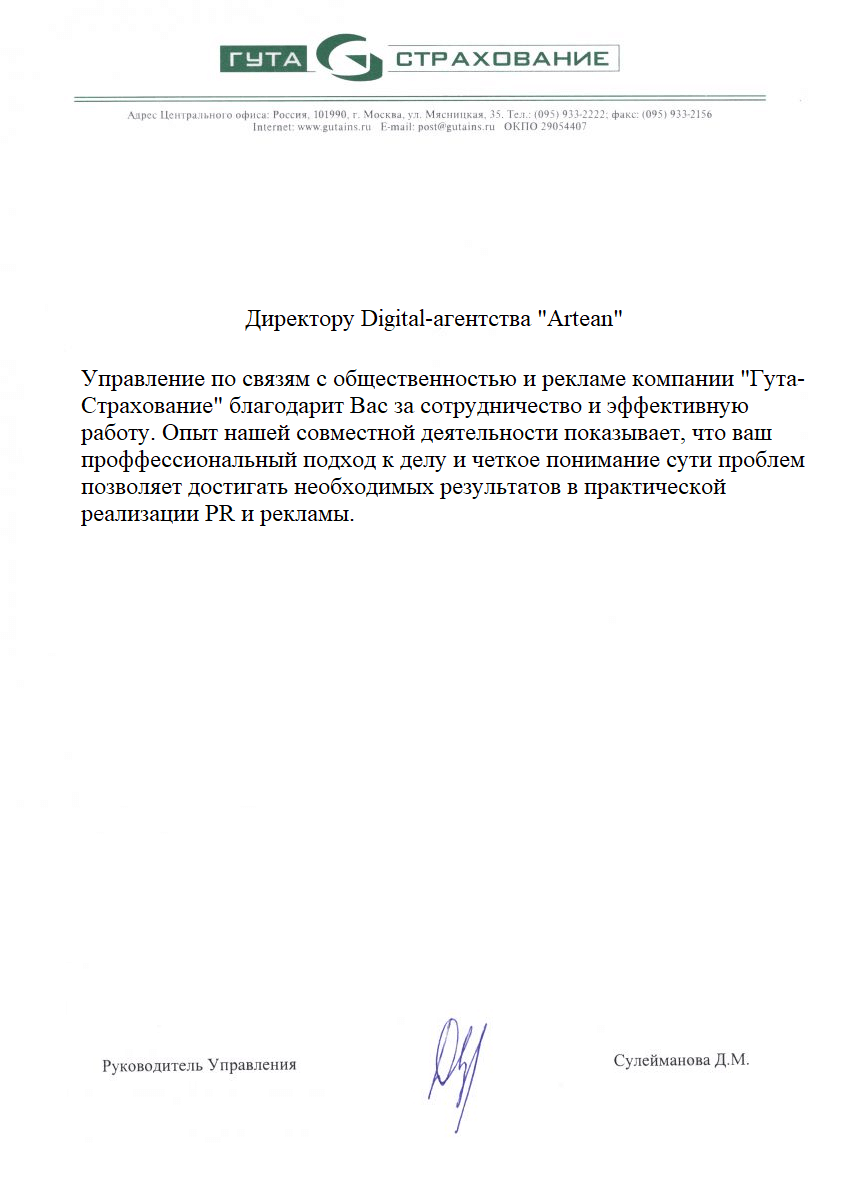 ГУТА СТРАХОВАНИЕ
Адрес Центрального офиса: Россия, 101990, г. Москва, ул. Мясницкая, 35. Тел.: (095) 933-2222; факс: (095) 933-2156
Internet: www.gutains.ru E-mail: post@gutains.ru ОКПО 29054407
Директору Digital-агентства "Artean"
Управление по связям с общественностью и рекламе компании "Гута-
Страхование" благодарит Вас за сотрудничество и эффективную
работу. Опыт нашей совместной деятельности показывает, что ваш
проффессиональный подход к делу и четкое понимание сути проблем
позволяет достигать необходимых результатов в практической
реализации PR и рекламы.
Руководитель Управления
Сулейманова Д.М.